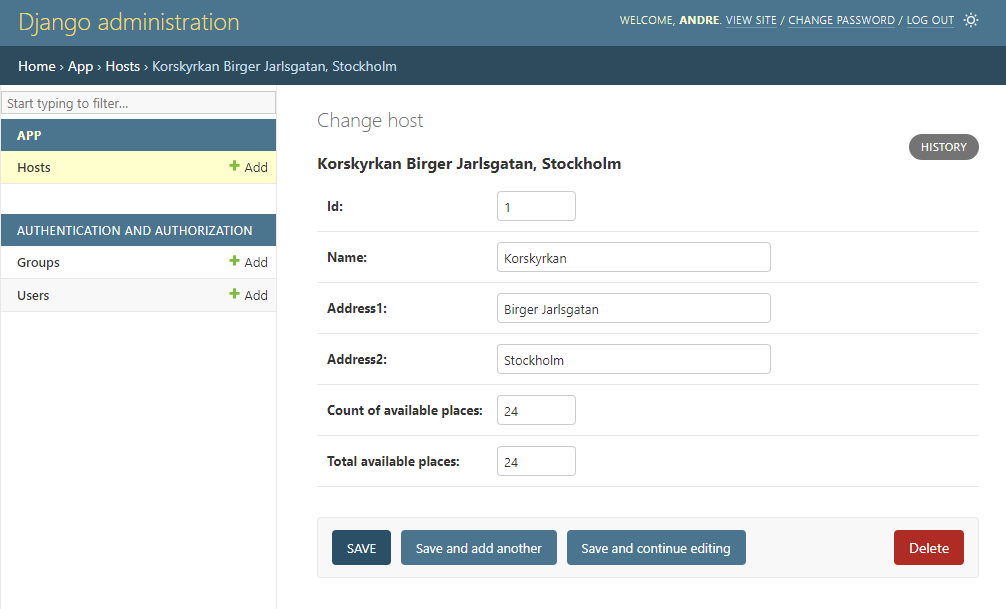 Django administration
WELCOME, ANDRE. VIEW SITE / CHANGE PASSWORD / LOG OUT
Home › App › Hosts › Korskyrkan Birger Jarlsgatan, Stockholm
Start typing to filter...
APP
Hosts + Add
AUTHENTICATION AND AUTHORIZATION
Groups + Add
Users + Add
Change host
HISTORY
Korskyrkan Birger Jarlsgatan, Stockholm
Id: 1
Name: Korskyrkan
Address1: Birger Jarlsgatan
Address2: Stockholm
Count of available places: 24
Total available places: 24
SAVE Save and add another Save and continue editing Delete